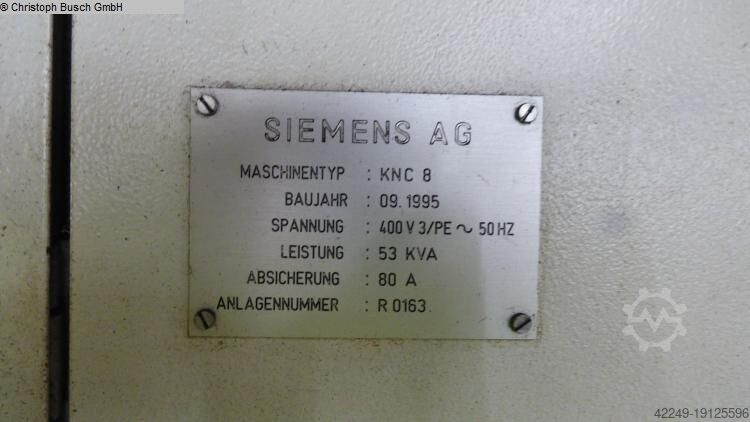 © Christoph Busch GmbH
SIEMENS AG
MASCHINENTYP : KNC 8
BAUJAHR : 09.1995
SPANNUNG : 400 V 3/PE ~ 50 HZ
LEISTUNG : 53 KVA
ABSICHERUNG : 80 A
ANLAGENNUMMER : R 0163
42249-19125596